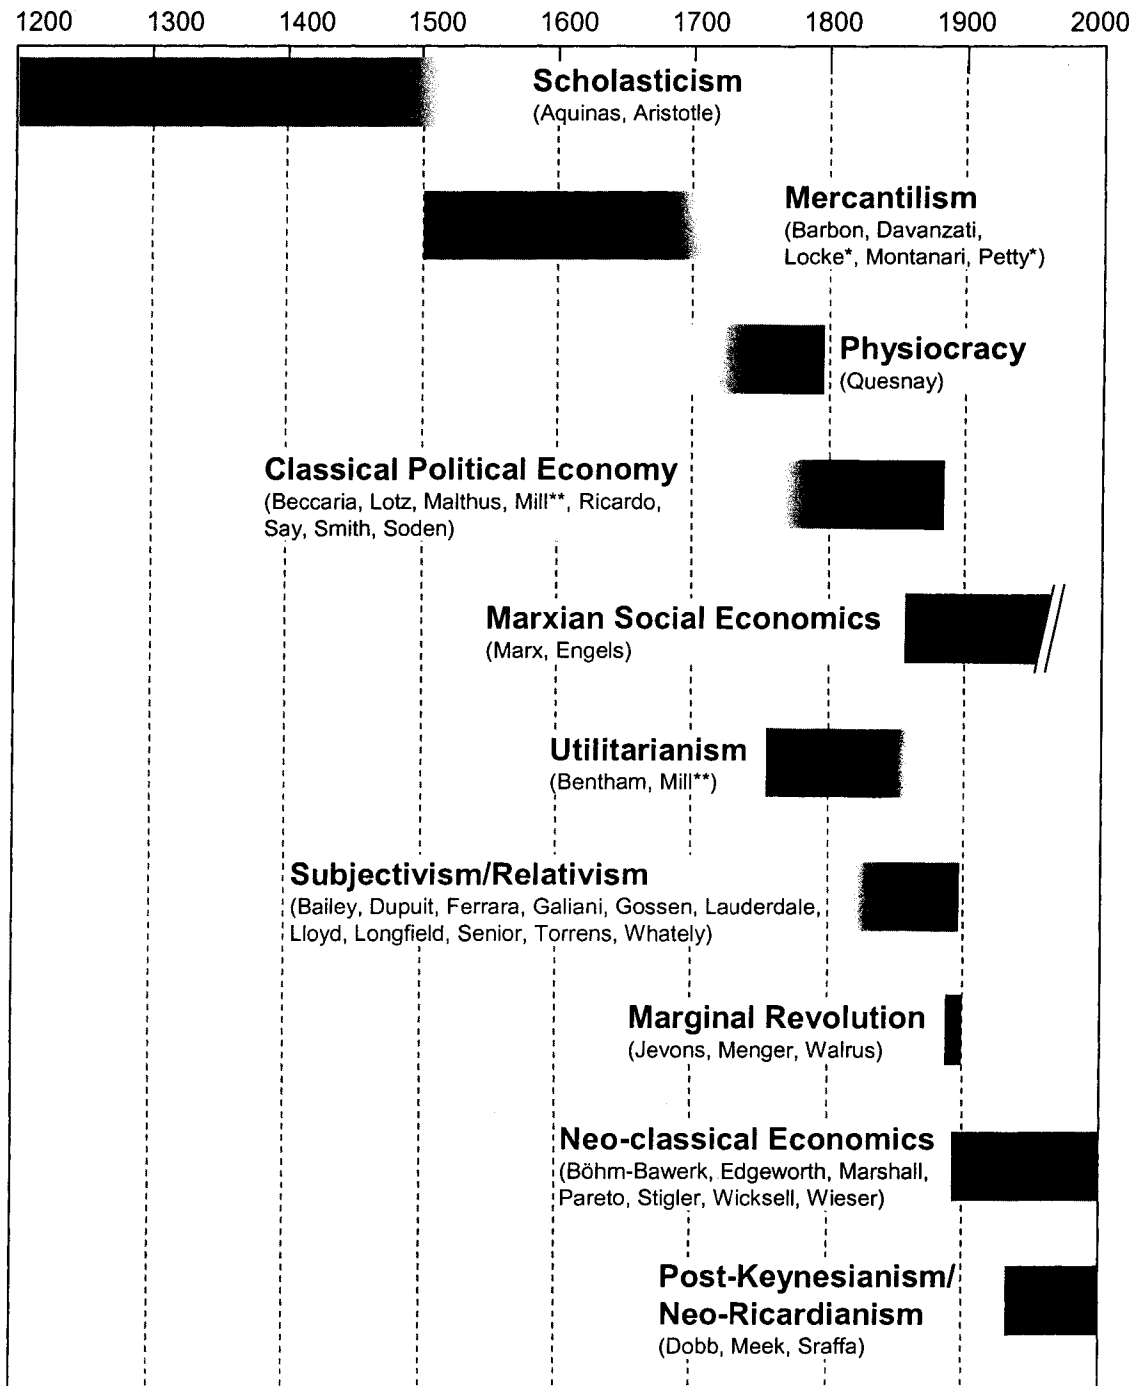 1200 1300 1400 1500 1600 1700 1800 1900 2000
Scholasticism
(Aquinas, Aristotle)
Mercantilism
(Barbon, Davanzati,
Locke*, Montanari, Petty*)
Physiocracy
(Quesnay)
Classical Political Economy
(Beccaria, Lotz, Malthus, Mill**, Ricardo,
Say, Smith, Soden)
Marxian Social Economics
(Marx, Engels)
Utilitarianism
(Bentham, Mill**)
Subjectivism/Relativism
(Bailey, Dupuit, Ferrara, Galiani, Gossen, Lauderdale,
Lloyd, Longfield, Senior, Torrens, Whately)
Marginal Revolution
(Jevons, Menger, Walrus)
Neo-classical Economics
(Böhm-Bawerk, Edgeworth, Marshall,
Pareto, Stigler, Wicksell, Wieser)
Post-Keynesianism/
Neo-Ricardianism
(Dobb, Meek, Sraffa)